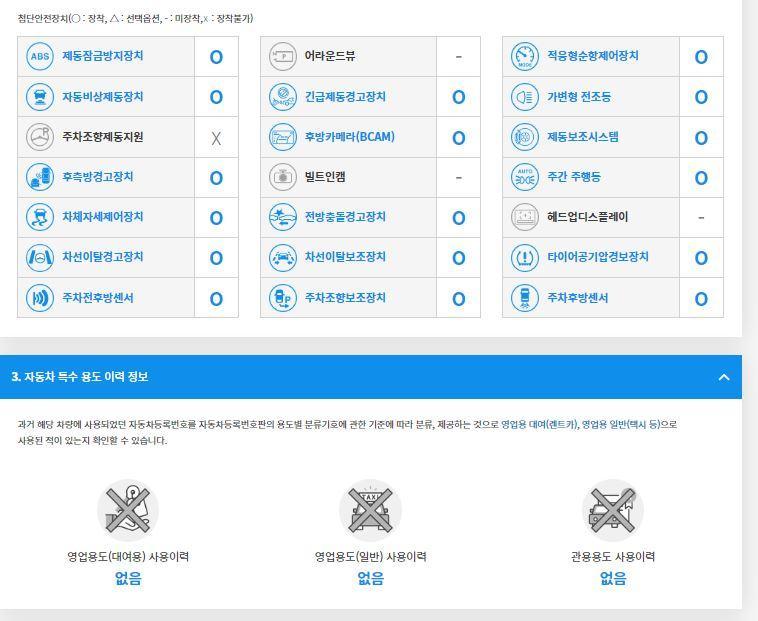 첨단안전장치(○ : 장착, △ : 선택옵션, - : 미장착,x : 장착불가)
ABS 제동잠금방지장치 O P 어라운드뷰 - MODE 적응형순항제어장치 O
자동비상제동장치 O 긴급제동경고장치 O 가변형 전조등 O
P 주차조향제동지원 X 후방카메라(BCAM) O 제동보조시스템 O
후측방경고장치 O 빌트인캠 - AUTO 주간 주행등 O
차체자세제어장치 O 전방충돌경고장치 O 헤드업디스플레이 -
차선이탈경고장치 O 차선이탈보조장치 O 타이어공기압경보장치 O
주차전후방센서 O P 주차조향보조장치 O 주차후방센서 O
3. 자동차 특수 용도 이력 정보
과거 해당 차량에 사용되었던 자동차등록번호를 자동차등록번호판의 용도별 분류기호에 관한 기준에 따라 분류, 제공하는 것으로 영업용 대여(렌트카), 영업용 일반(택시 등)으로
사용된 적이 있는지 확인할 수 있습니다.
TAXI
영업용도(대여용) 사용이력 영업용도(일반) 사용이력 관용용도 사용이력
없음 없음 없음